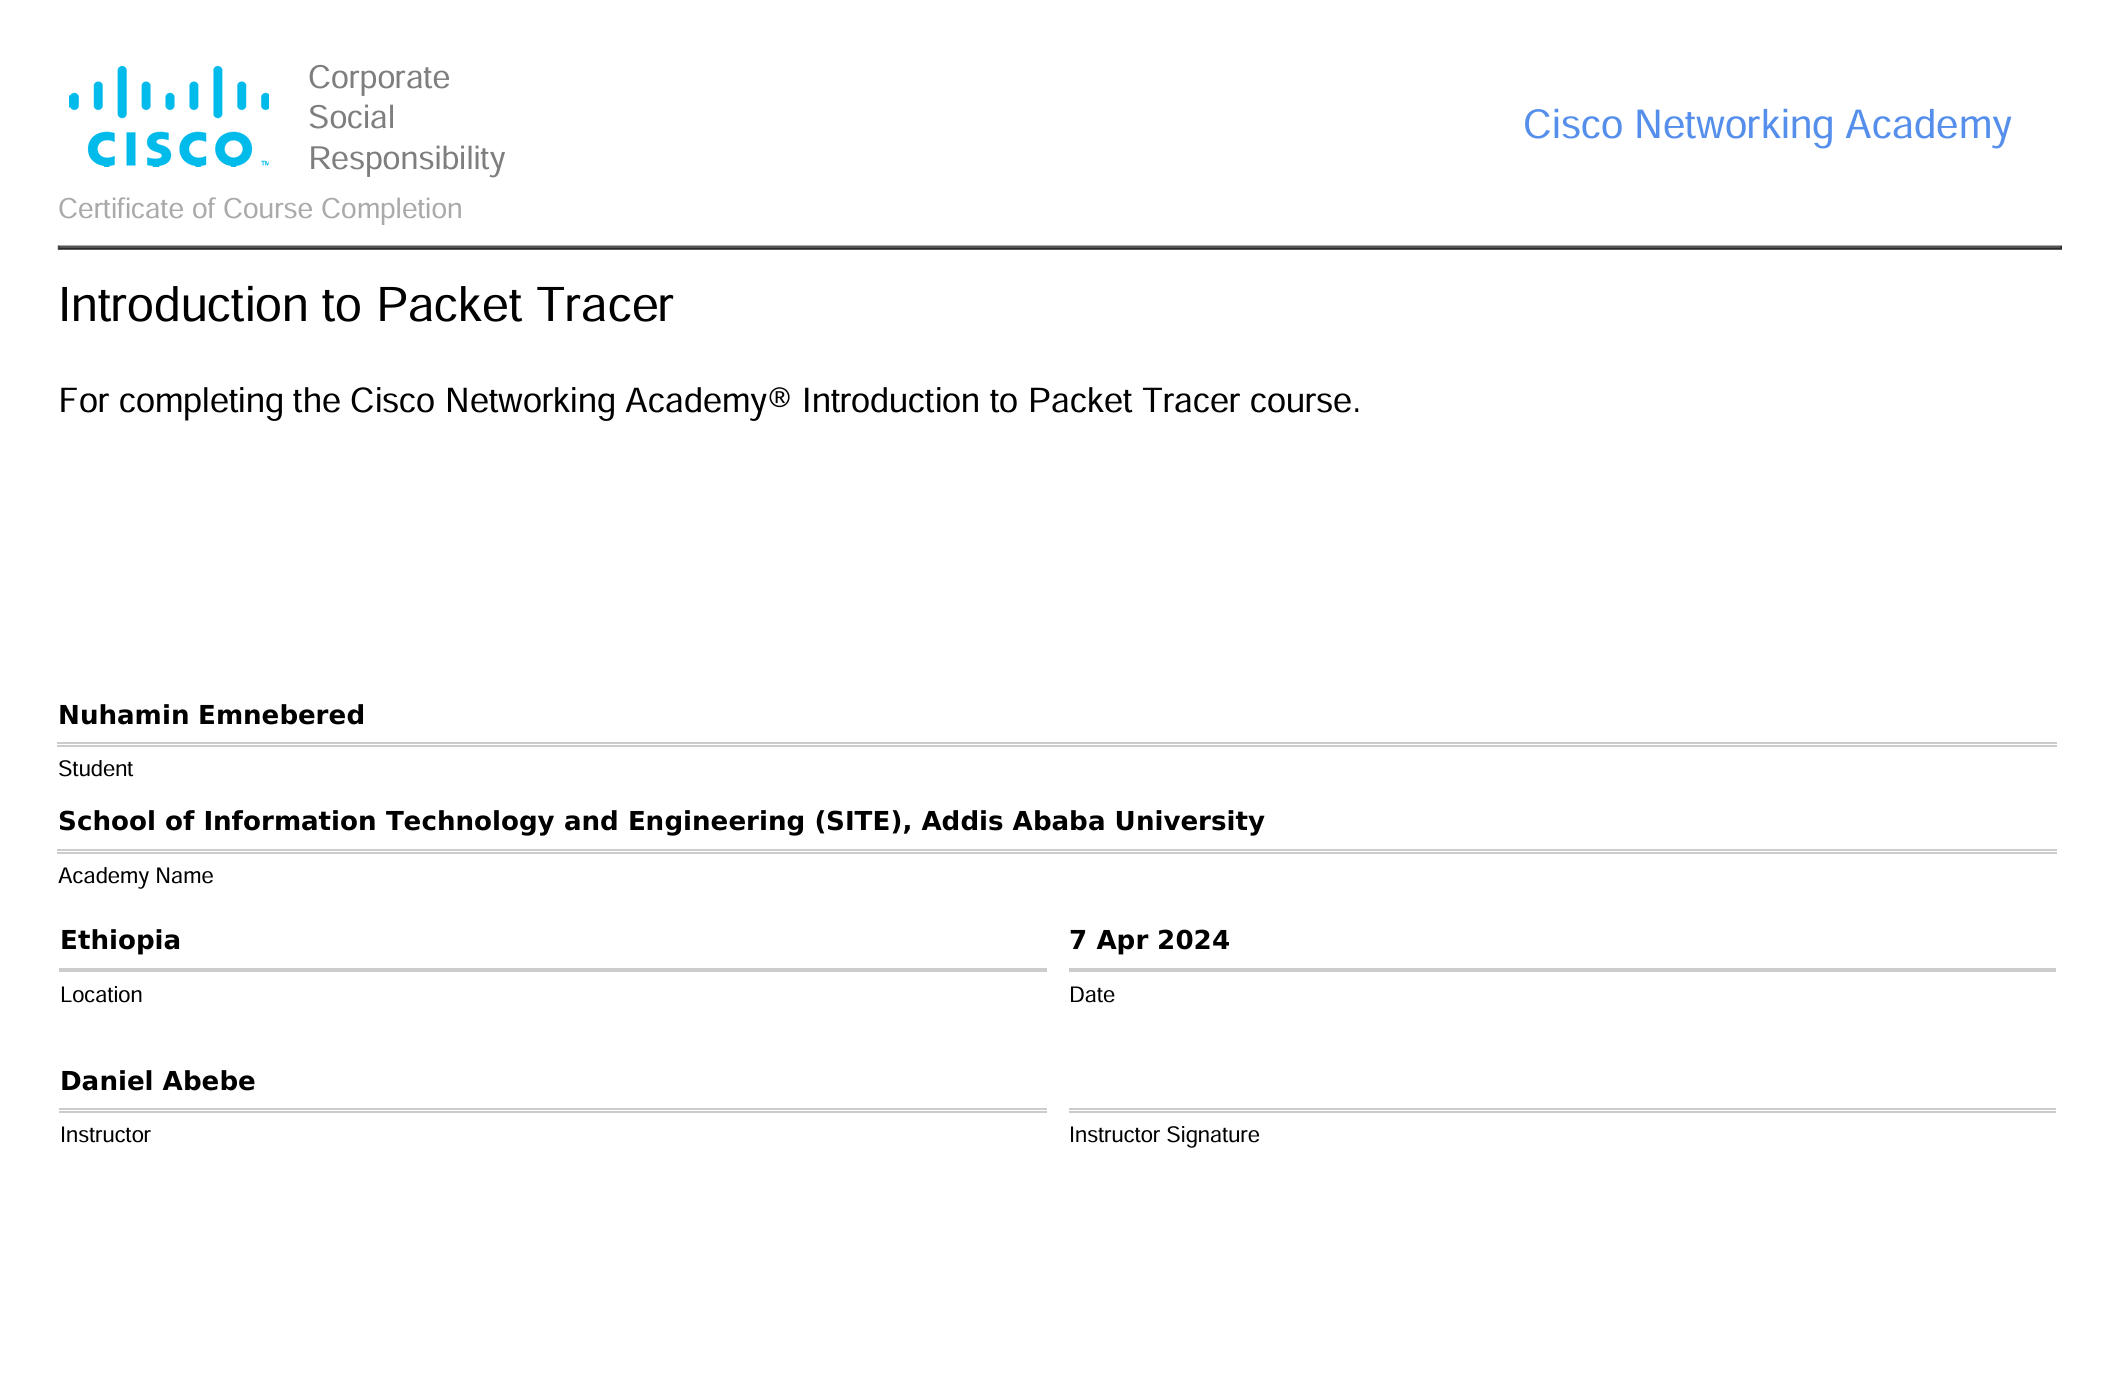 Corporate
Social
Responsibility
CISCO™
Cisco Networking Academy
Certificate of Course Completion
Introduction to Packet Tracer
For completing the Cisco Networking Academy® Introduction to Packet Tracer course.
Nuhamin Emnebered
Student
School of Information Technology and Engineering (SITE), Addis Ababa University
Academy Name
Ethiopia
Location
7 Apr 2024
Date
Daniel Abebe
Instructor
Instructor Signature